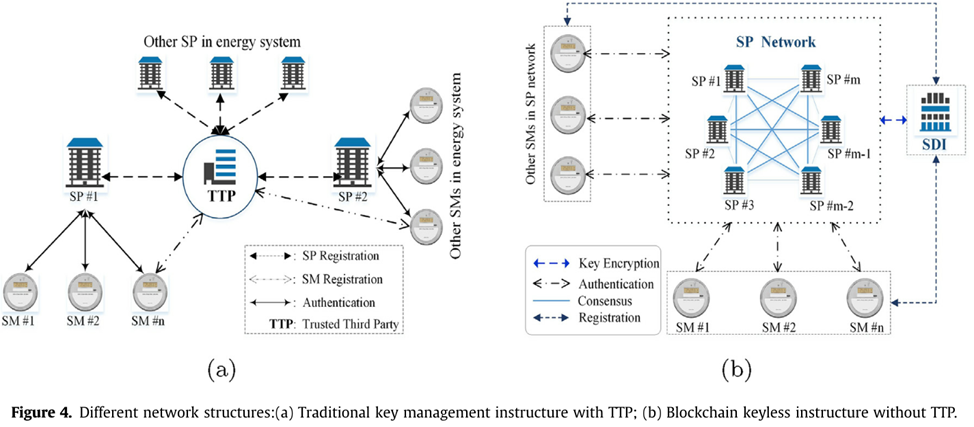 Other SP in energy system
SP #1
TTP
SP #2
Other SMs in energy system
SM #1
SM #2
SM #n
: SP Registration
: SM Registration
: Authentication
TTP: Trusted Third Party
(a)
Other SMs in SP network
SP Network
SP #1
SP #m
SP #2
SP #m-1
SP #3
SP #m-2
SDI
Key Encryption
Authentication
Consensus
Registration
SM #1
SM #2
SM #n
(b)
Figure 4. Different network structures:(a) Traditional key management instructure with TTP; (b) Blockchain keyless instructure without TTP.